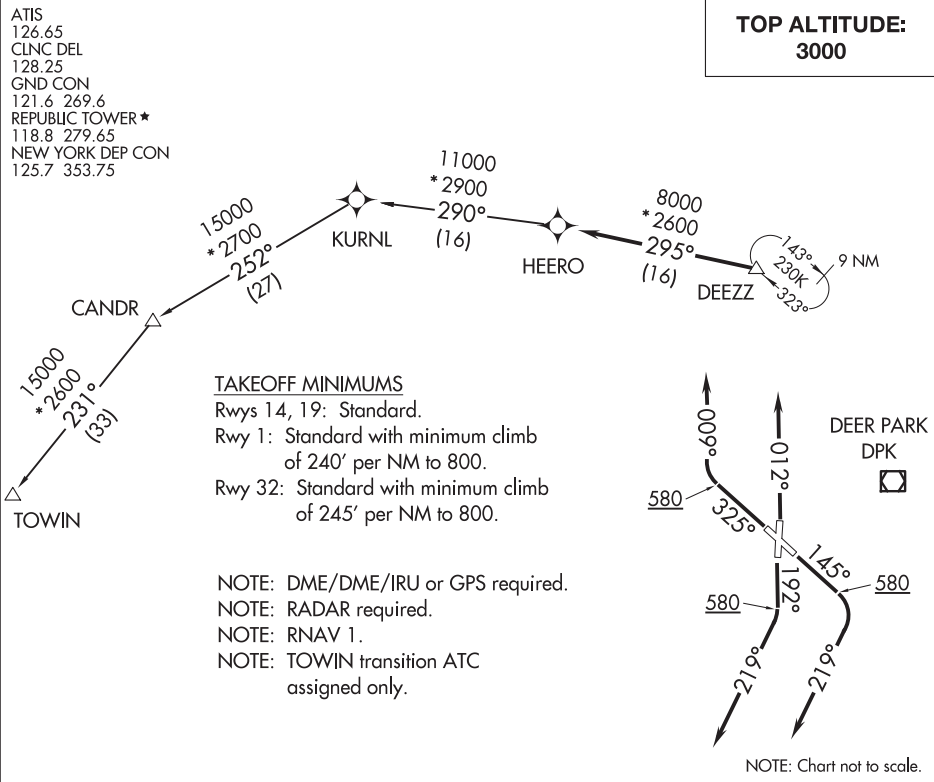 ATIS
126.65
CLNC DEL
128.25
GND CON
121.6 269.6
REPUBLIC TOWER★
118.8 279.65
NEW YORK DEP CON
125.7 353.75
TOP ALTITUDE:
3000
11000
*2900
290°
(16)
8000
*2600
295°
(16)
15000
*2700
252°
(27)
KURNL
HEERO
DEEZZ
143°
230K
323°
9 NM
CANDR
15000
*2600
231°
(33)
TOWIN
TAKEOFF MINIMUMS
Rwys 14, 19: Standard.
Rwy 1: Standard with minimum climb
of 240' per NM to 800.
Rwy 32: Standard with minimum climb
of 245' per NM to 800.
NOTE: DME/DME/IRU or GPS required.
NOTE: RADAR required.
NOTE: RNAV 1.
NOTE: TOWIN transition ATC
assigned only.
009°
012°
DEER PARK
DPK
580
325°
145°
580
192°
580
219°
219°
NOTE: Chart not to scale.